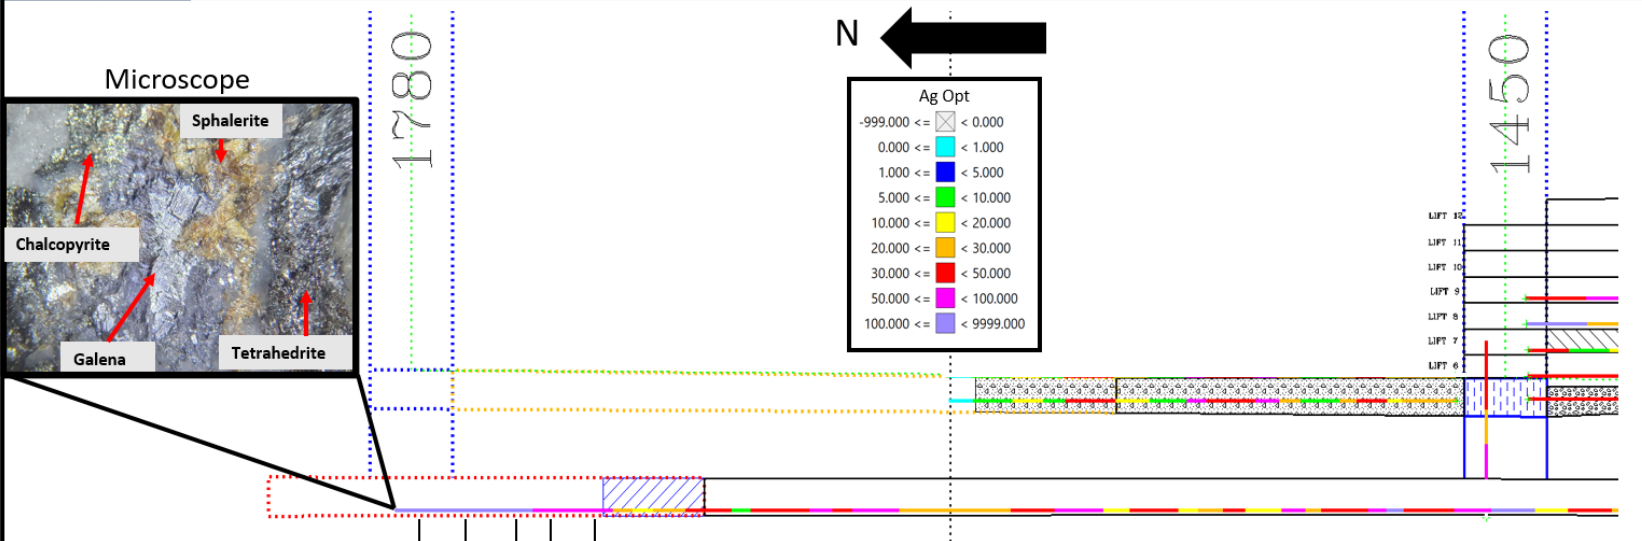 N
1780
1450
Microscope
Sphalerite
Chalcopyrite
Galena
Tetrahedrite
Ag Opt
-999.000 <= < 0.000
0.000 <= < 1.000
1.000 <= < 5.000
5.000 <= < 10.000
10.000 <= < 20.000
20.000 <= < 30.000
30.000 <= < 50.000
50.000 <= < 100.000
100.000 <= < 9999.000
LIFT 12
LIFT 11
LIFT 10
LIFT 9
LIFT 8
LIFT 7
LIFT 6